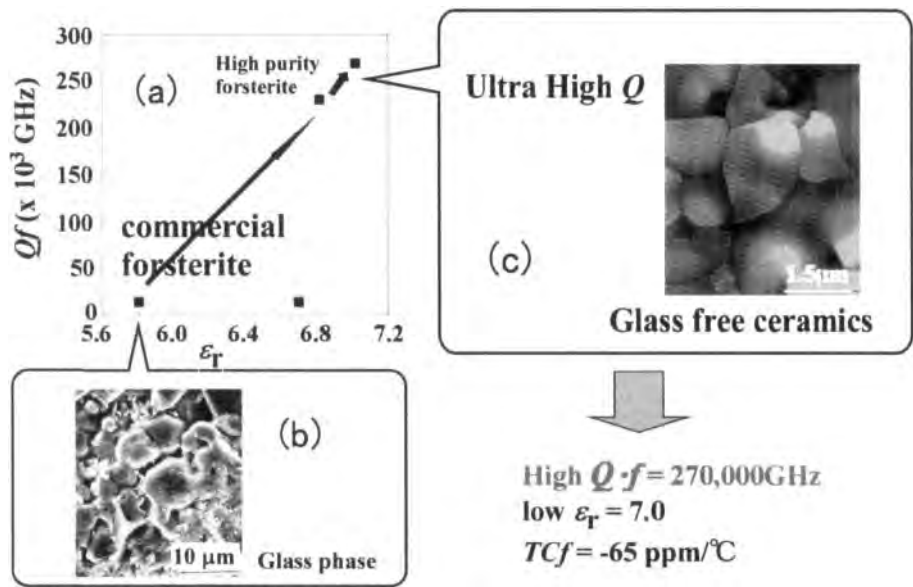 300
250
200
150
100
50
0
Qf (x 10³ GHz)
5.6
6.0
6.4
6.8
7.2
εr
(a)
High purity
forsterite
commercial
forsterite
Ultra High Q
(c)
1.5μm
Glass free ceramics
(b)
10 μm
Glass phase
High Q·f = 270,000GHz
low εr = 7.0
TCf = -65 ppm/℃